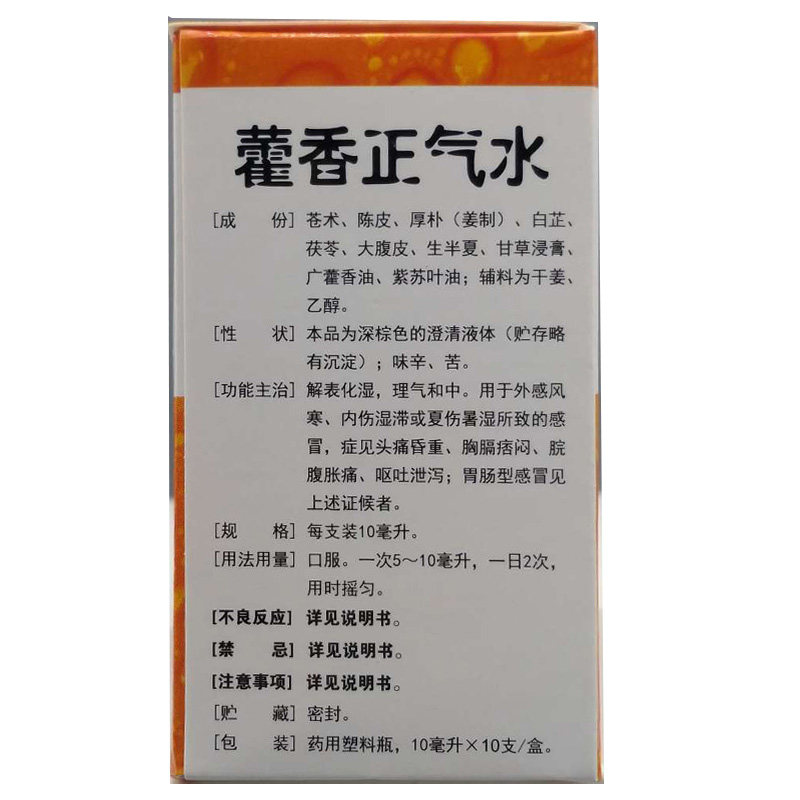 藿香正气水
[成　份] 苍术、陈皮、厚朴（姜制）、白芷、
茯苓、大腹皮、生半夏、甘草浸膏、
广藿香油、紫苏叶油；辅料为干姜、
乙醇。
[性　状] 本品为深棕色的澄清液体（贮存略
有沉淀）；味辛、苦。
[功能主治] 解表化湿，理气和中。用于外感风
寒、内伤湿滞或夏伤暑湿所致的感
冒，症见头痛昏重、胸膈痞闷、脘
腹胀痛、呕吐泄泻；胃肠型感冒见
上述证候者。
[规　格] 每支装10毫升。
[用法用量] 口服。一次5～10毫升，一日2次，
用时摇匀。
[不良反应] 详见说明书。
[禁　忌] 详见说明书。
[注意事项] 详见说明书。
[贮　藏] 密封。
[包　装] 药用塑料瓶，10毫升×10支/盒。